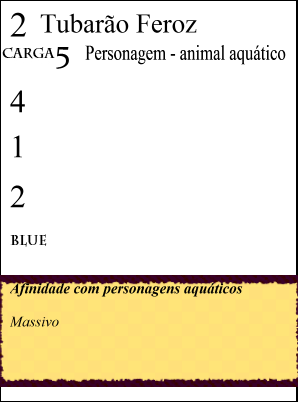 2 Tubarão Feroz
CARGA 5 Personagem - animal aquático
4
1
2
BLUE
Afinidade com personagens aquáticos
Massivo